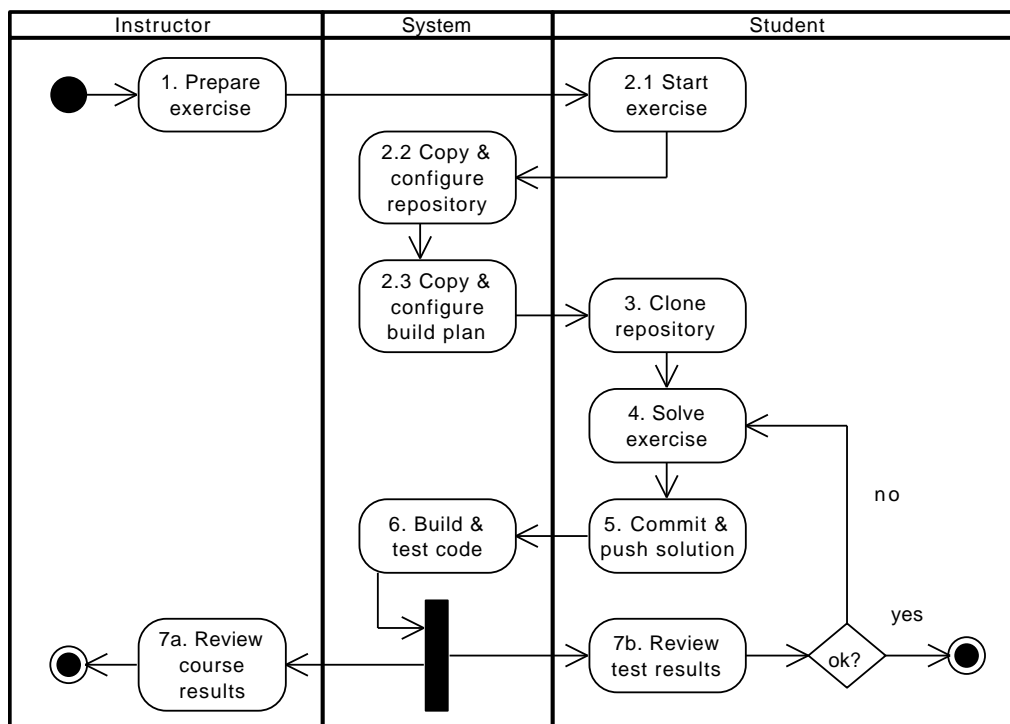 Instructor
System
Student
1. Prepare
exercise
2.1 Start
exercise
2.2 Copy &
configure
repository
2.3 Copy &
configure
build plan
3. Clone
repository
4. Solve
exercise
no
5. Commit &
push solution
6. Build &
test code
7a. Review
course
results
7b. Review
test results
ok?
yes